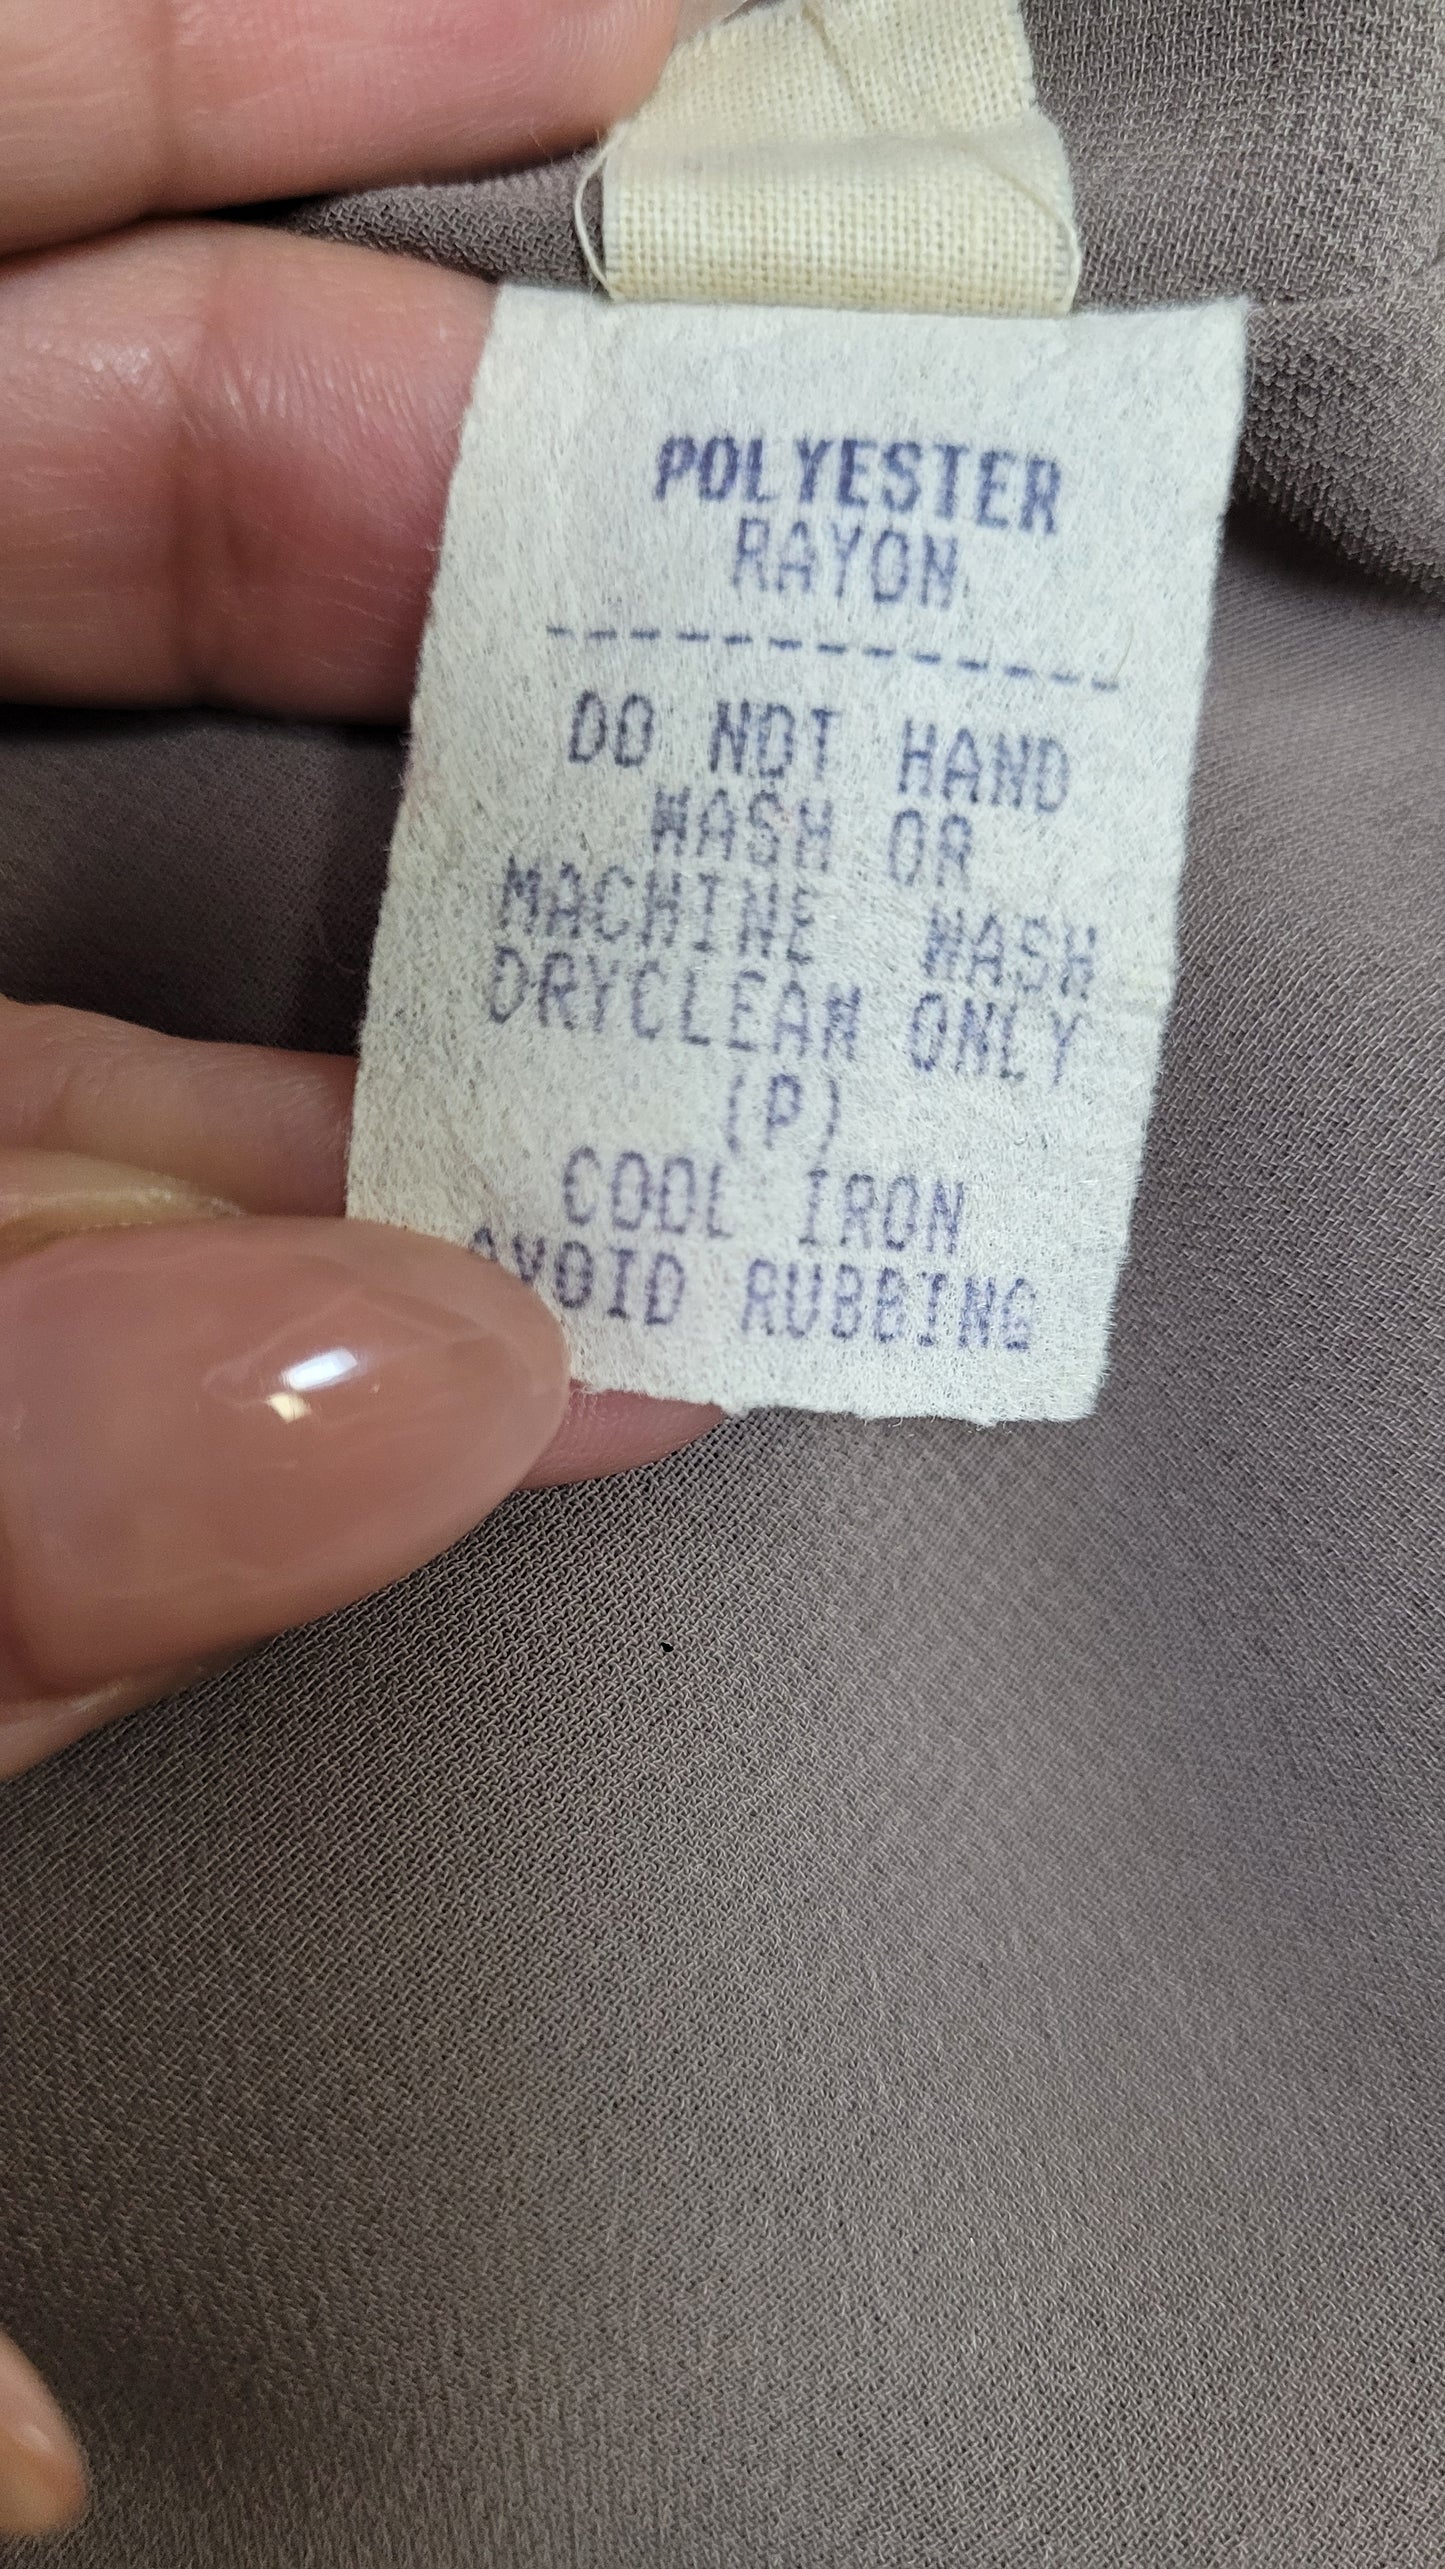 POLYESTER
RAYON
-------------
DO NOT HAND
WASH OR
MACHINE WASH
DRYCLEAN ONLY
(P)
COOL IRON
AVOID RUBBING